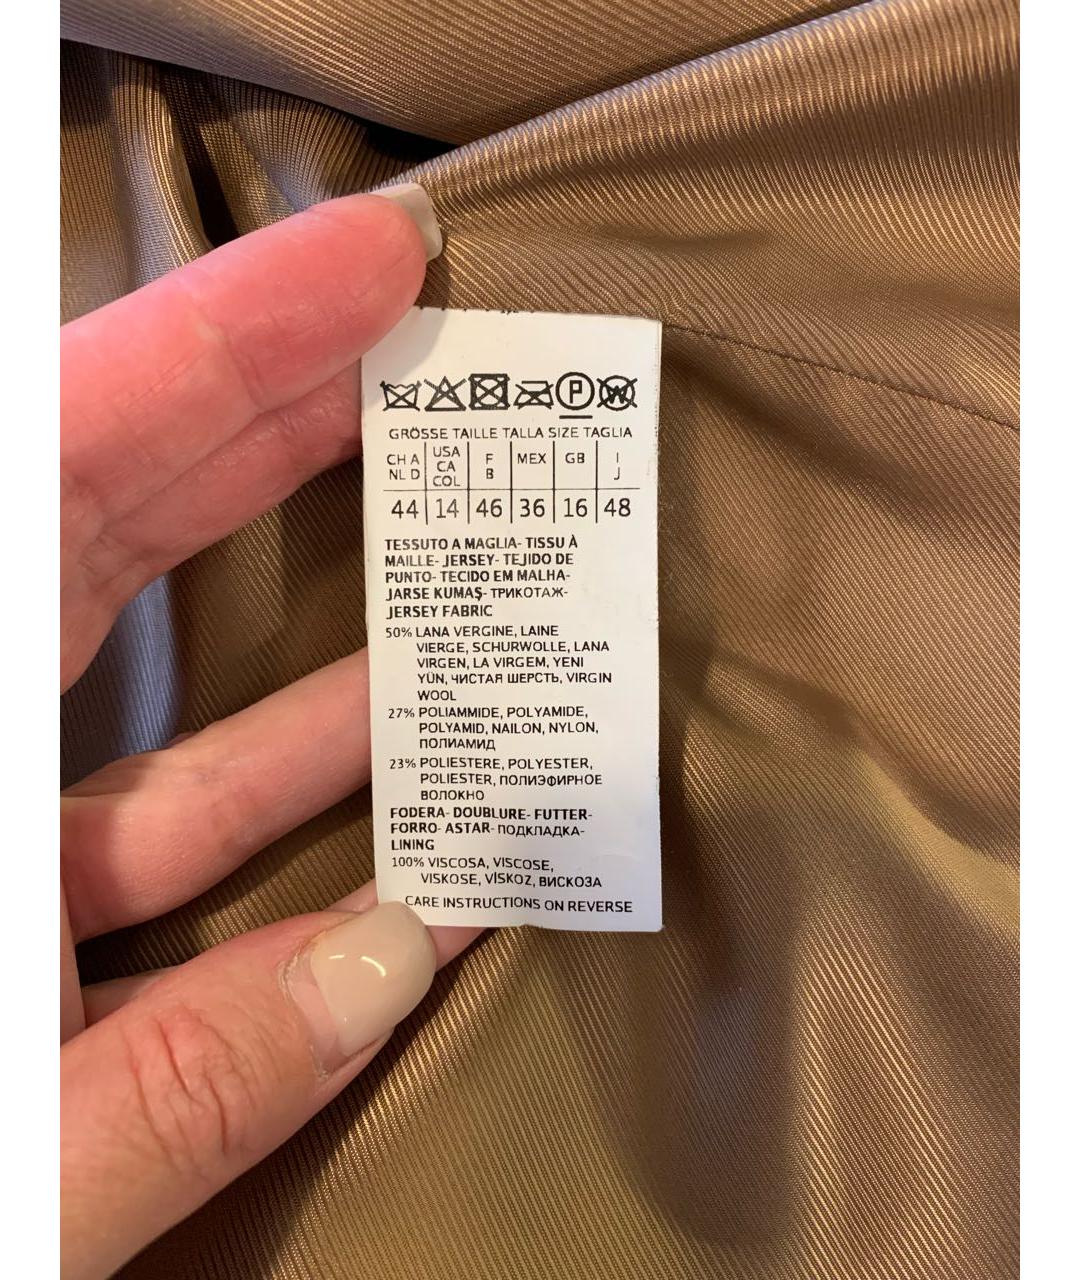 P W
GRÖSSE TAILLE TALLA SIZE TAGLIA
CH A NL D USA CA COL F B MEX GB I J
44 14 46 36 16 48
TESSUTO A MAGLIA- TISSU À
MAILLE- JERSEY- TEJIDO DE
PUNTO- TECIDO EM MALHA-
JARSE KUMAŞ- ТРИКОТАЖ-
JERSEY FABRIC
50% LANA VERGINE, LAINE
VIERGE, SCHURWOLLE, LANA
VIRGEN, LA VIRGEM, YENI
YÜN, ЧИСТАЯ ШЕРСТЬ, VIRGIN
WOOL
27% POLIAMMIDE, POLYAMIDE,
POLYAMID, NAILON, NYLON,
ПОЛИАМИД
23% POLIESTERE, POLYESTER,
POLIESTER, ПОЛИЭФИРНОЕ
ВОЛОКНО
FODERA- DOUBLURE- FUTTER-
FORRO- ASTAR- ПОДКЛАДКА-
LINING
100% VISCOSA, VISCOSE,
VISKOSE, VİSKOZ, ВИСКОЗА
CARE INSTRUCTIONS ON REVERSE